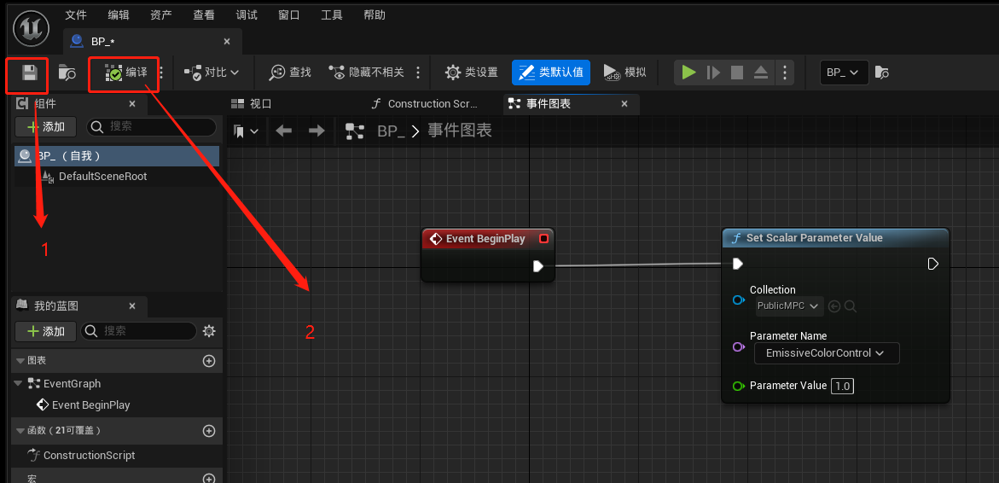 文件 编辑 资产 查看 调试 窗口 工具 帮助
BP_*
编译 对比 查找 隐藏不相关 类设置 类默认值 模拟 BP_
组件
视口 Construction Scr... 事件图表
添加 搜索
BP_ > 事件图表
BP_（自我）
DefaultSceneRoot
Event BeginPlay
Set Scalar Parameter Value
1
Collection
PublicMPC
我的蓝图
添加 搜索
2
Parameter Name
EmissiveColorControl
图表
EventGraph
Parameter Value 1.0
Event BeginPlay
函数（21可覆盖）
ConstructionScript
宏